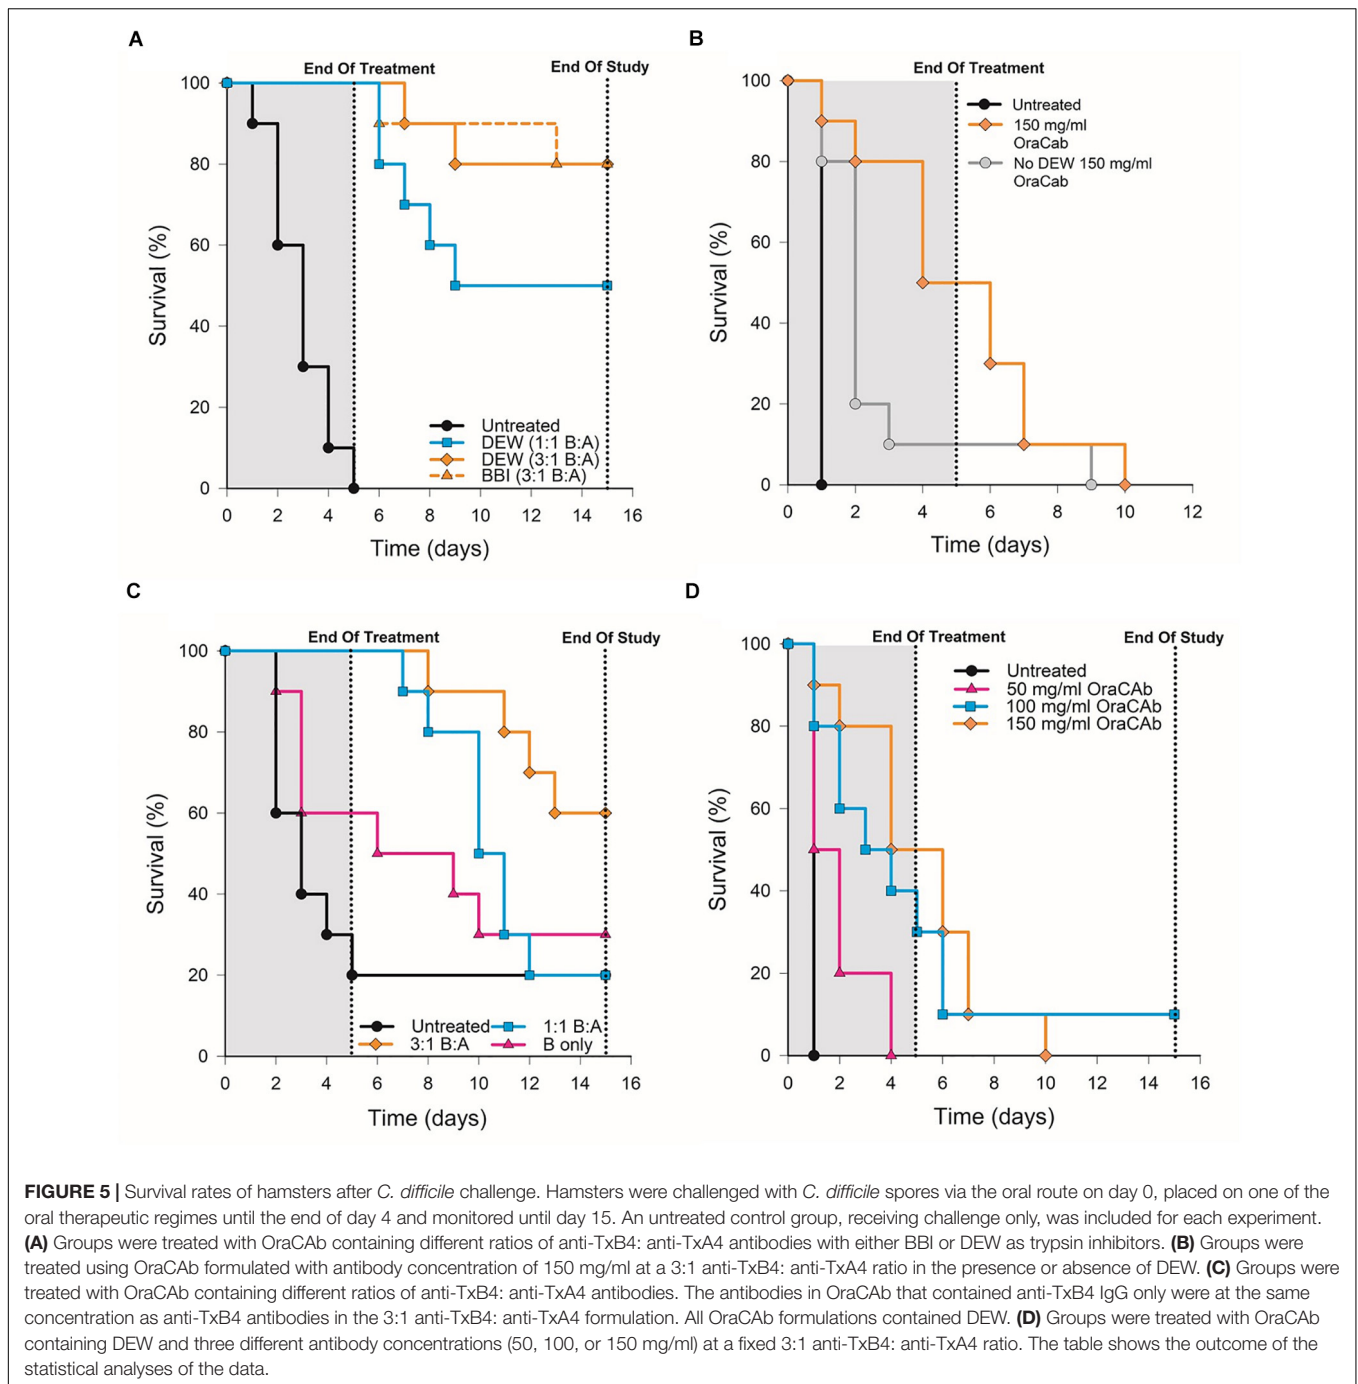 A
End Of Treatment
End Of Study
100
80
60
40
20
0
Survival (%)
Untreated
DEW (1:1 B:A)
DEW (3:1 B:A)
BBI (3:1 B:A)
0 2 4 6 8 10 12 14 16
Time (days)
B
End Of Treatment
100
80
60
40
20
0
Survival (%)
Untreated
150 mg/ml
OraCab
No DEW 150 mg/ml
OraCab
0 2 4 6 8 10 12
Time (days)
C
End Of Treatment
End Of Study
100
80
60
40
20
0
Survival (%)
Untreated 1:1 B:A
3:1 B:A B only
0 2 4 6 8 10 12 14 16
Time (days)
D
End Of Treatment
End Of Study
100
80
60
40
20
0
Survival (%)
Untreated
50 mg/ml OraCAb
100 mg/ml OraCAb
150 mg/ml OraCAb
0 2 4 6 8 10 12 14 16
Time (days)
FIGURE 5 | Survival rates of hamsters after C. difficile challenge. Hamsters were challenged with C. difficile spores via the oral route on day 0, placed on one of the
oral therapeutic regimes until the end of day 4 and monitored until day 15. An untreated control group, receiving challenge only, was included for each experiment.
(A) Groups were treated with OraCAb containing different ratios of anti-TxB4: anti-TxA4 antibodies with either BBI or DEW as trypsin inhibitors. (B) Groups were
treated using OraCAb formulated with antibody concentration of 150 mg/ml at a 3:1 anti-TxB4: anti-TxA4 ratio in the presence or absence of DEW. (C) Groups were
treated with OraCAb containing different ratios of anti-TxB4: anti-TxA4 antibodies. The antibodies in OraCAb that contained anti-TxB4 IgG only were at the same
concentration as anti-TxB4 antibodies in the 3:1 anti-TxB4: anti-TxA4 formulation. All OraCAb formulations contained DEW. (D) Groups were treated with OraCAb
containing DEW and three different antibody concentrations (50, 100, or 150 mg/ml) at a fixed 3:1 anti-TxB4: anti-TxA4 ratio. The table shows the outcome of the
statistical analyses of the data.